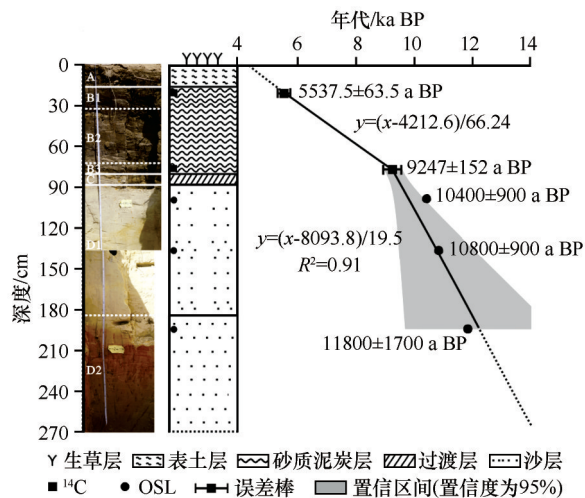 年代/ka BP
4 6 8 10 12 14
深度/cm
0
30
60
90
120
150
180
210
240
270
A
B1
B2
B3
C
D1
D2
5537.5±63.5 a BP
y=(x-4212.6)/66.24
9247±152 a BP
10400±900 a BP
y=(x-8093.8)/19.5
R²=0.91
10800±900 a BP
11800±1700 a BP
生草层 表土层 砂质泥炭层 过渡层 沙层
¹⁴C OSL 误差棒 置信区间(置信度为95%)